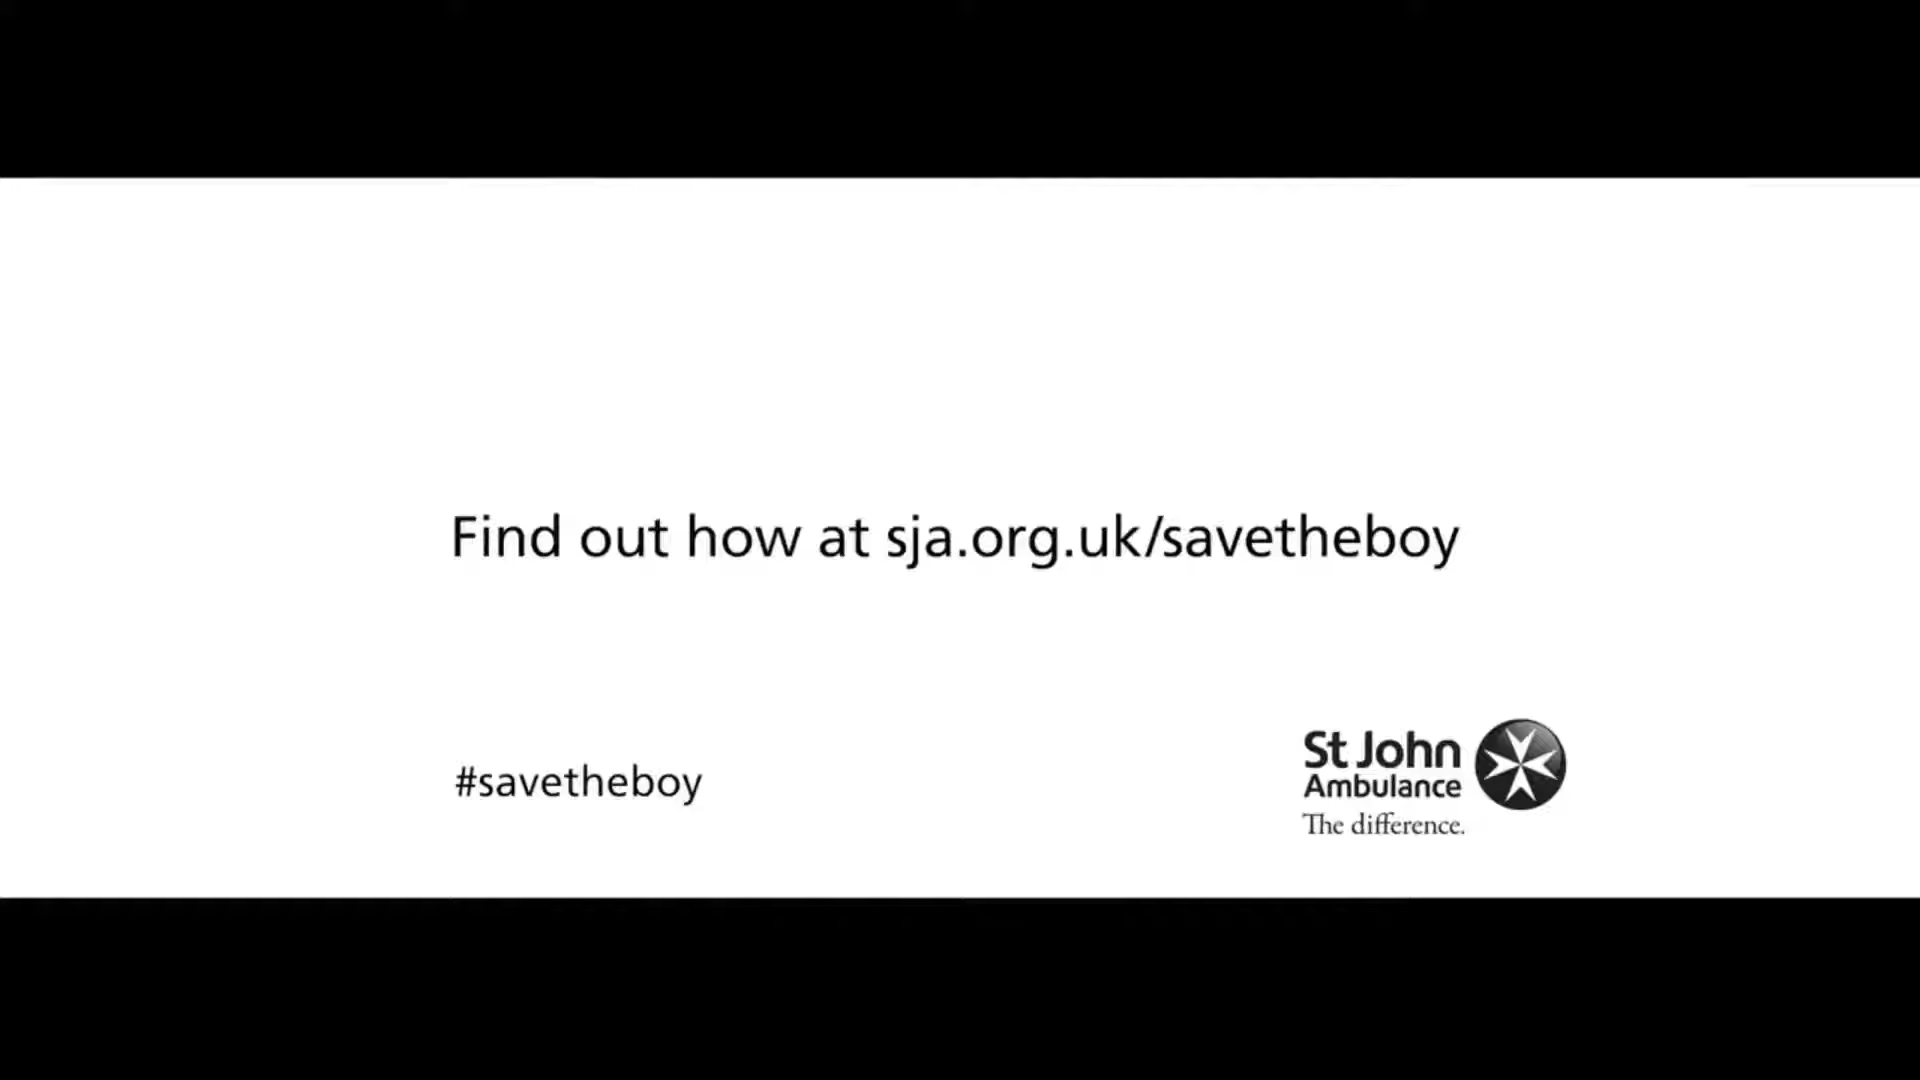 Find out how at sja.org.uk/savetheboy
#savetheboy
St John
Ambulance
The difference.